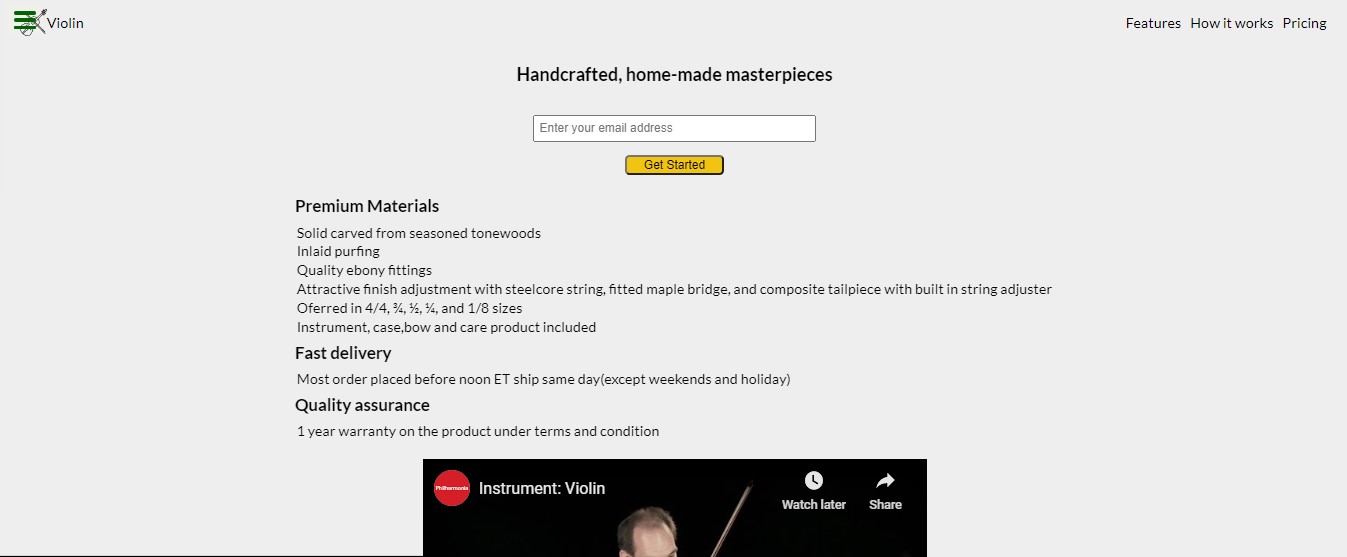 Violin
Features How it works Pricing
Handcrafted, home-made masterpieces
Enter your email address
Get Started
Premium Materials
Solid carved from seasoned tonewoods
Inlaid purfing
Quality ebony fittings
Attractive finish adjustment with steelcore string, fitted maple bridge, and composite tailpiece with built in string adjuster
Oferred in 4/4, ¾, ½, ¼, and 1/8 sizes
Instrument, case,bow and care product included
Fast delivery
Most order placed before noon ET ship same day(except weekends and holiday)
Quality assurance
1 year warranty on the product under terms and condition
Philharmonia
Instrument: Violin
Watch later
Share